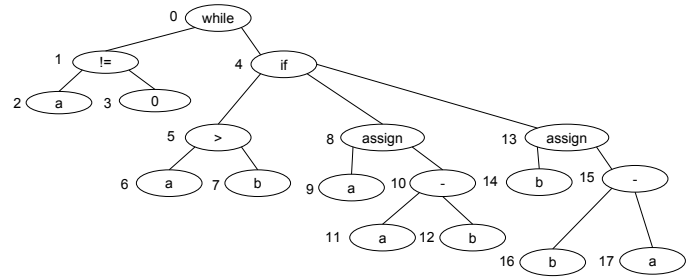 0 while
1 !=
4 if
2 a
3 0
5 >
8 assign
13 assign
6 a
7 b
9 a
10 -
14 b
15 -
11 a
12 b
16 b
17 a